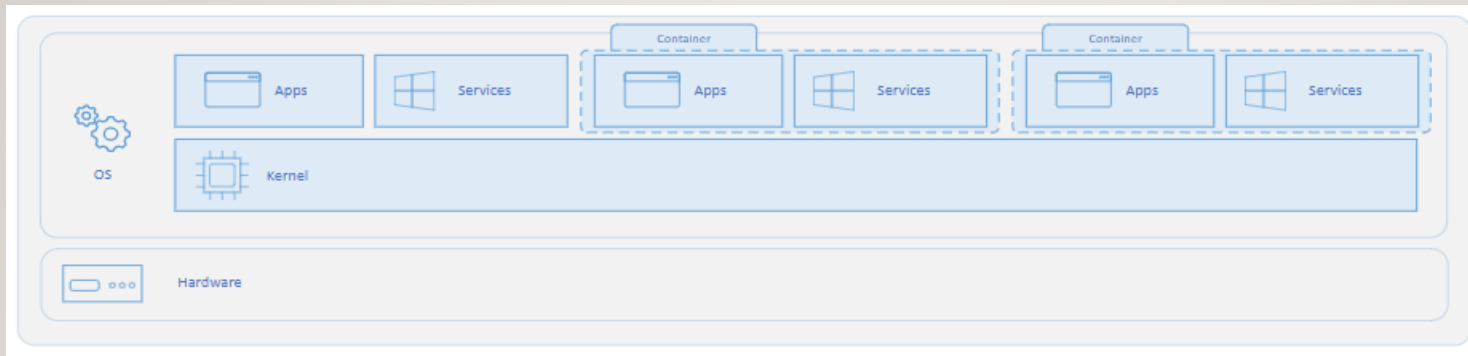 Container
Container
Apps
Services
Apps
Services
Apps
Services
OS
Kernel
Hardware